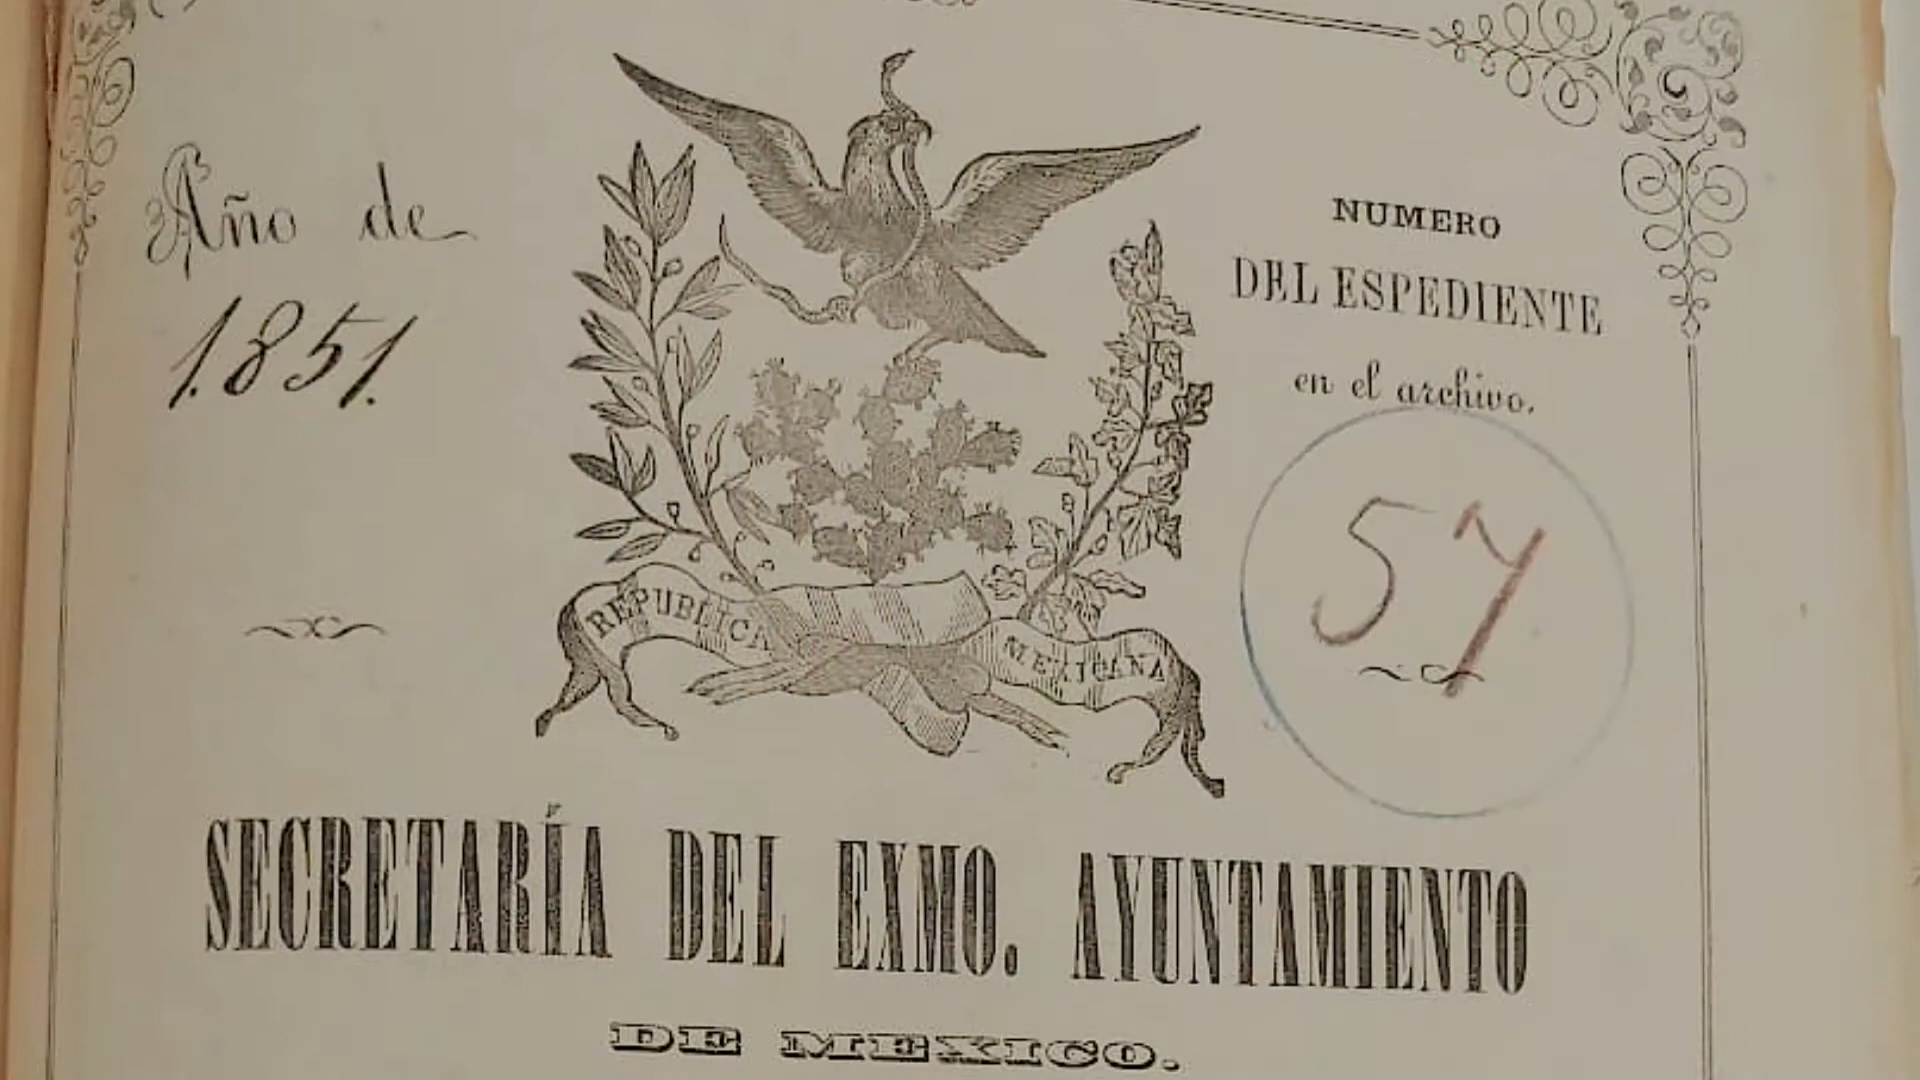 Año de
1851.
NUMERO
DEL ESPEDIENTE
en el archivo.
57
REPUBLICA MEXICANA
SECRETARÍA DEL EXMO. AYUNTAMIENTO
DE MEXICO.